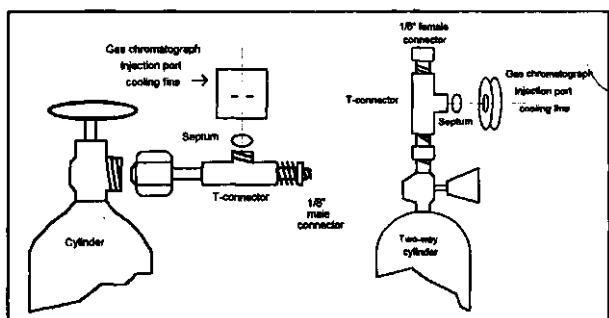 Gas chromatograph
injection port
cooling fins
Septum
T-connector
1/8"
male
connector
Cylinder
1/8" female
connector
T-connector
Septum
Gas chromatograph
injection port
cooling fins
Two-way
cylinder